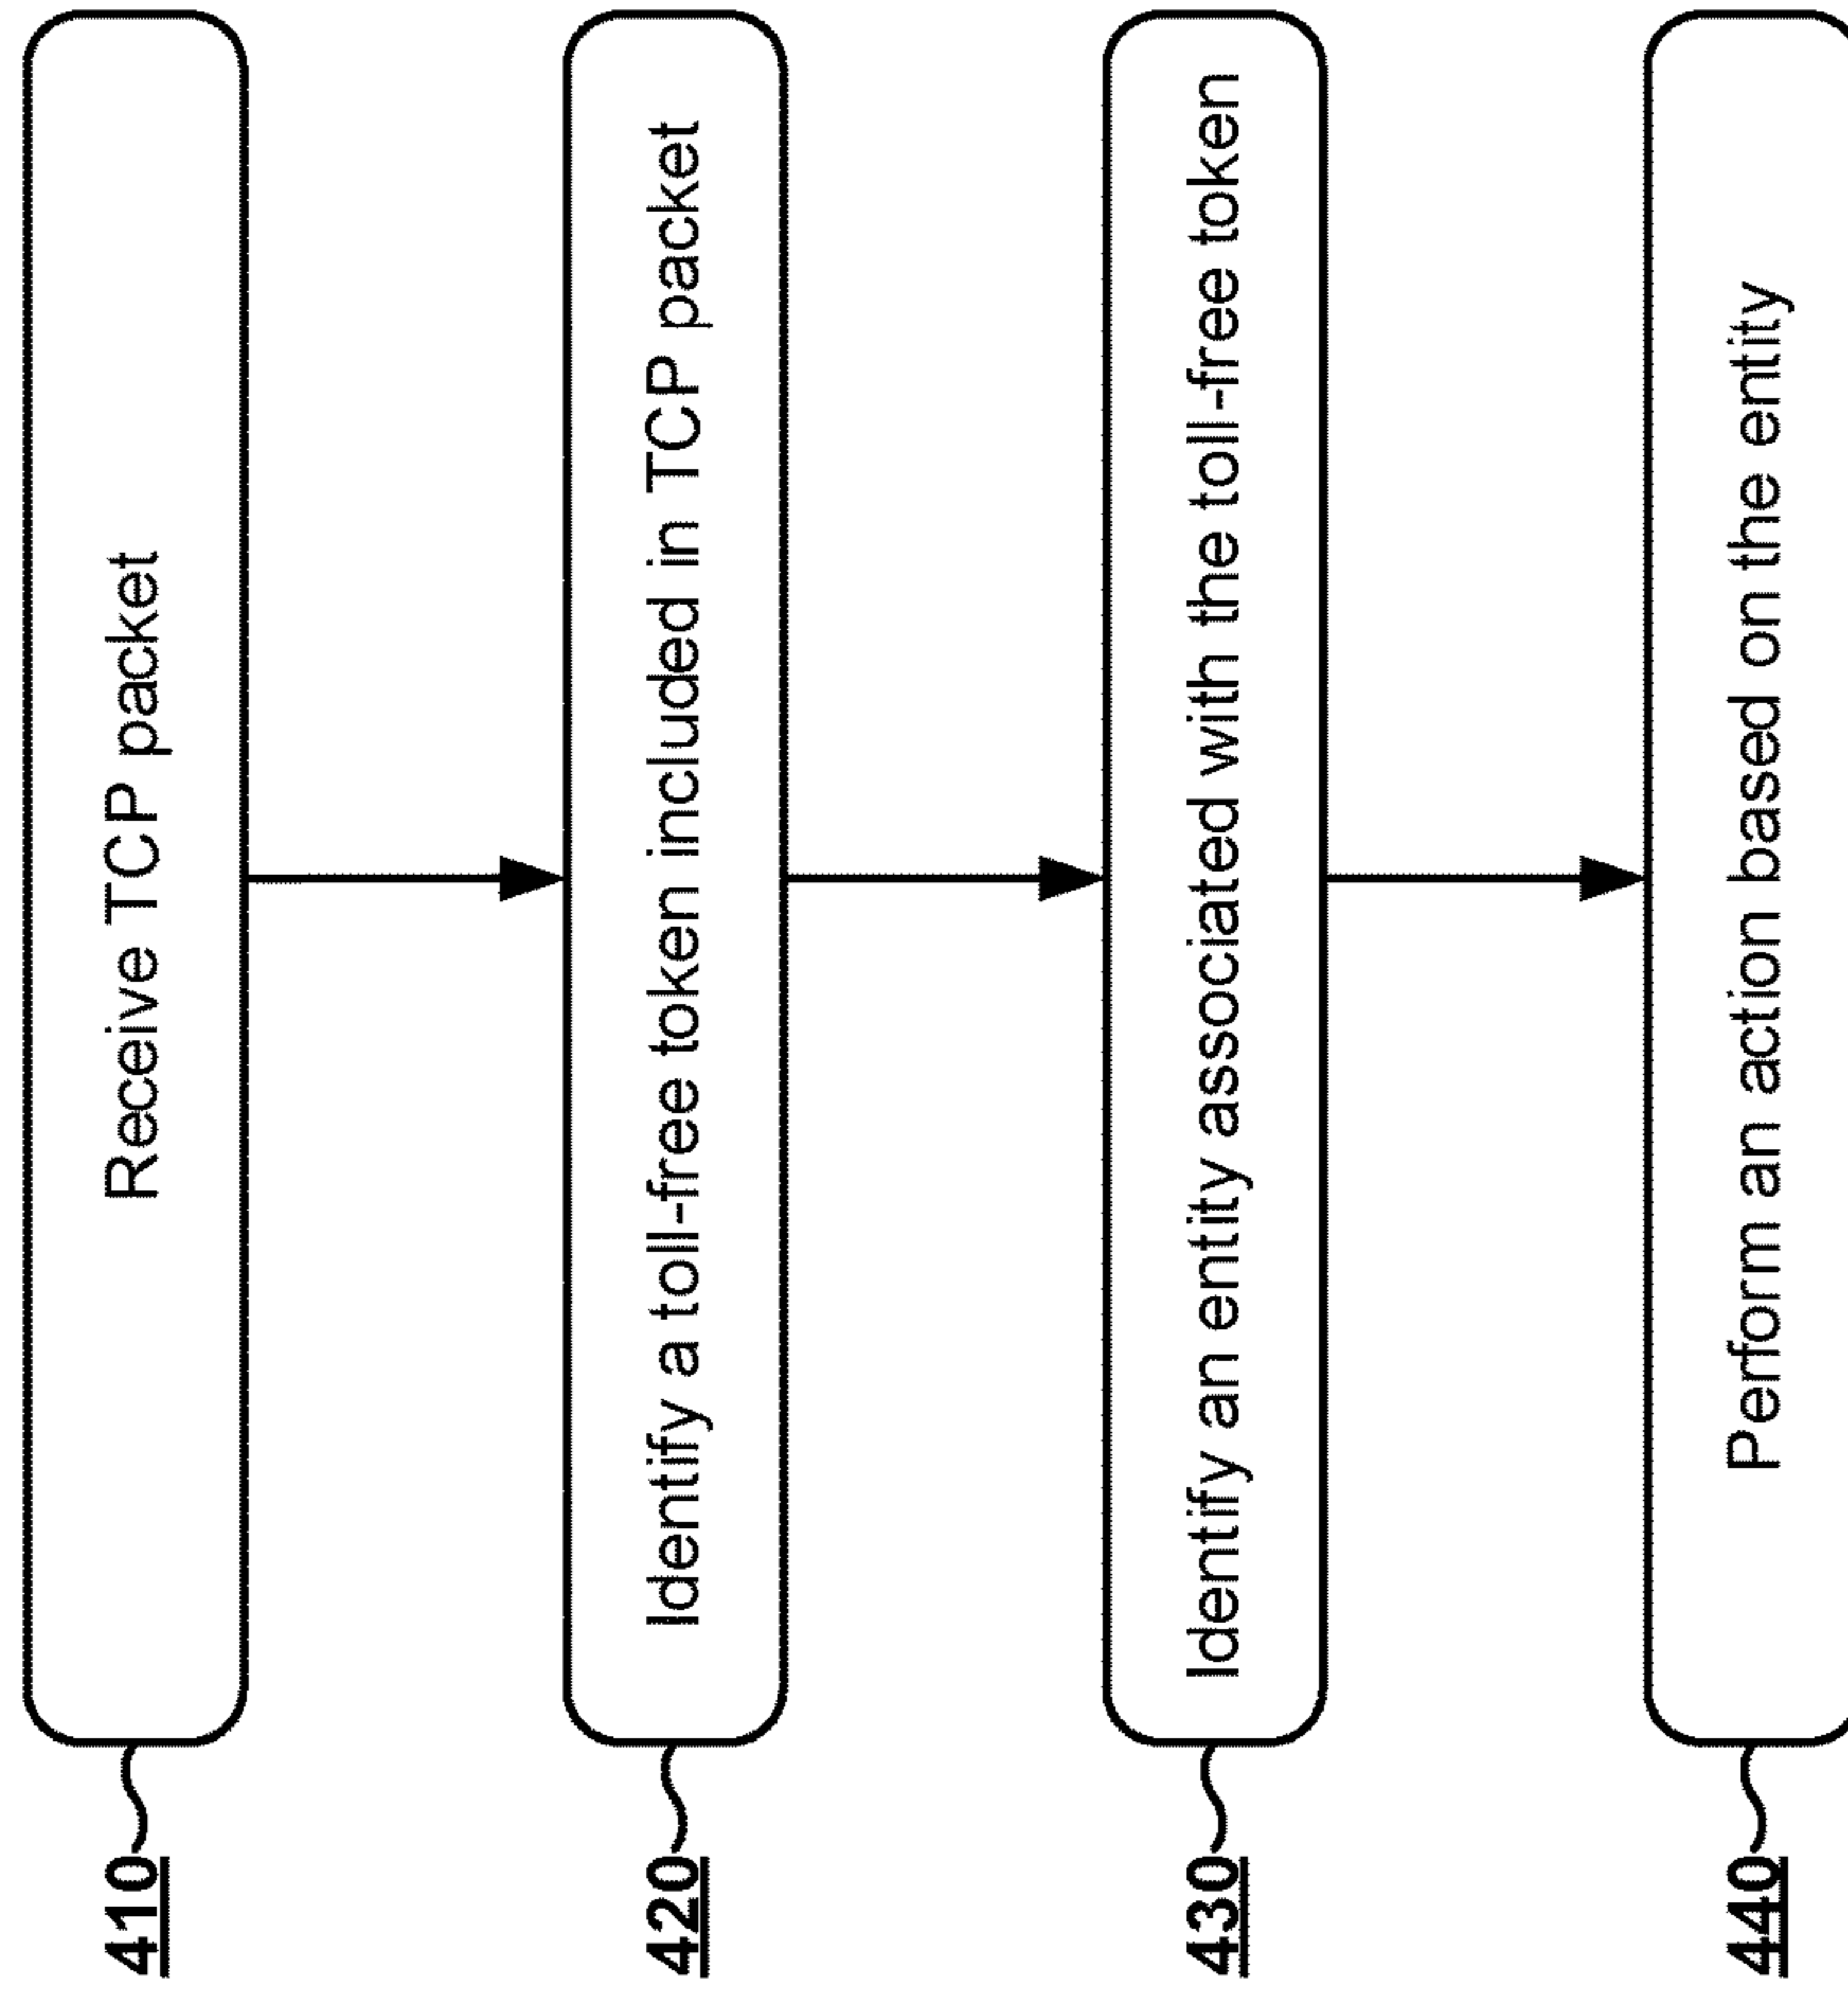 410
Receive TCP packet
420
Identify a toll-free token included in TCP packet
430
Identify an entity associated with the toll-free token
440
Perform an action based on the entity